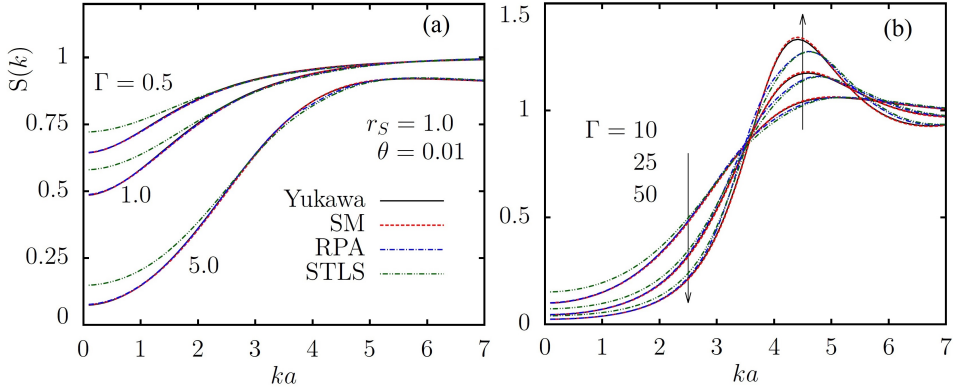 (a)
S(k)
1
0.75
0.5
0.25
0
Γ = 0.5
1.0
5.0
r_S = 1.0
θ = 0.01
Yukawa
SM
RPA
STLS
0 1 2 3 4 5 6 7
ka
(b)
1.5
1
0.5
0
Γ = 10
25
50
0 1 2 3 4 5 6 7
ka